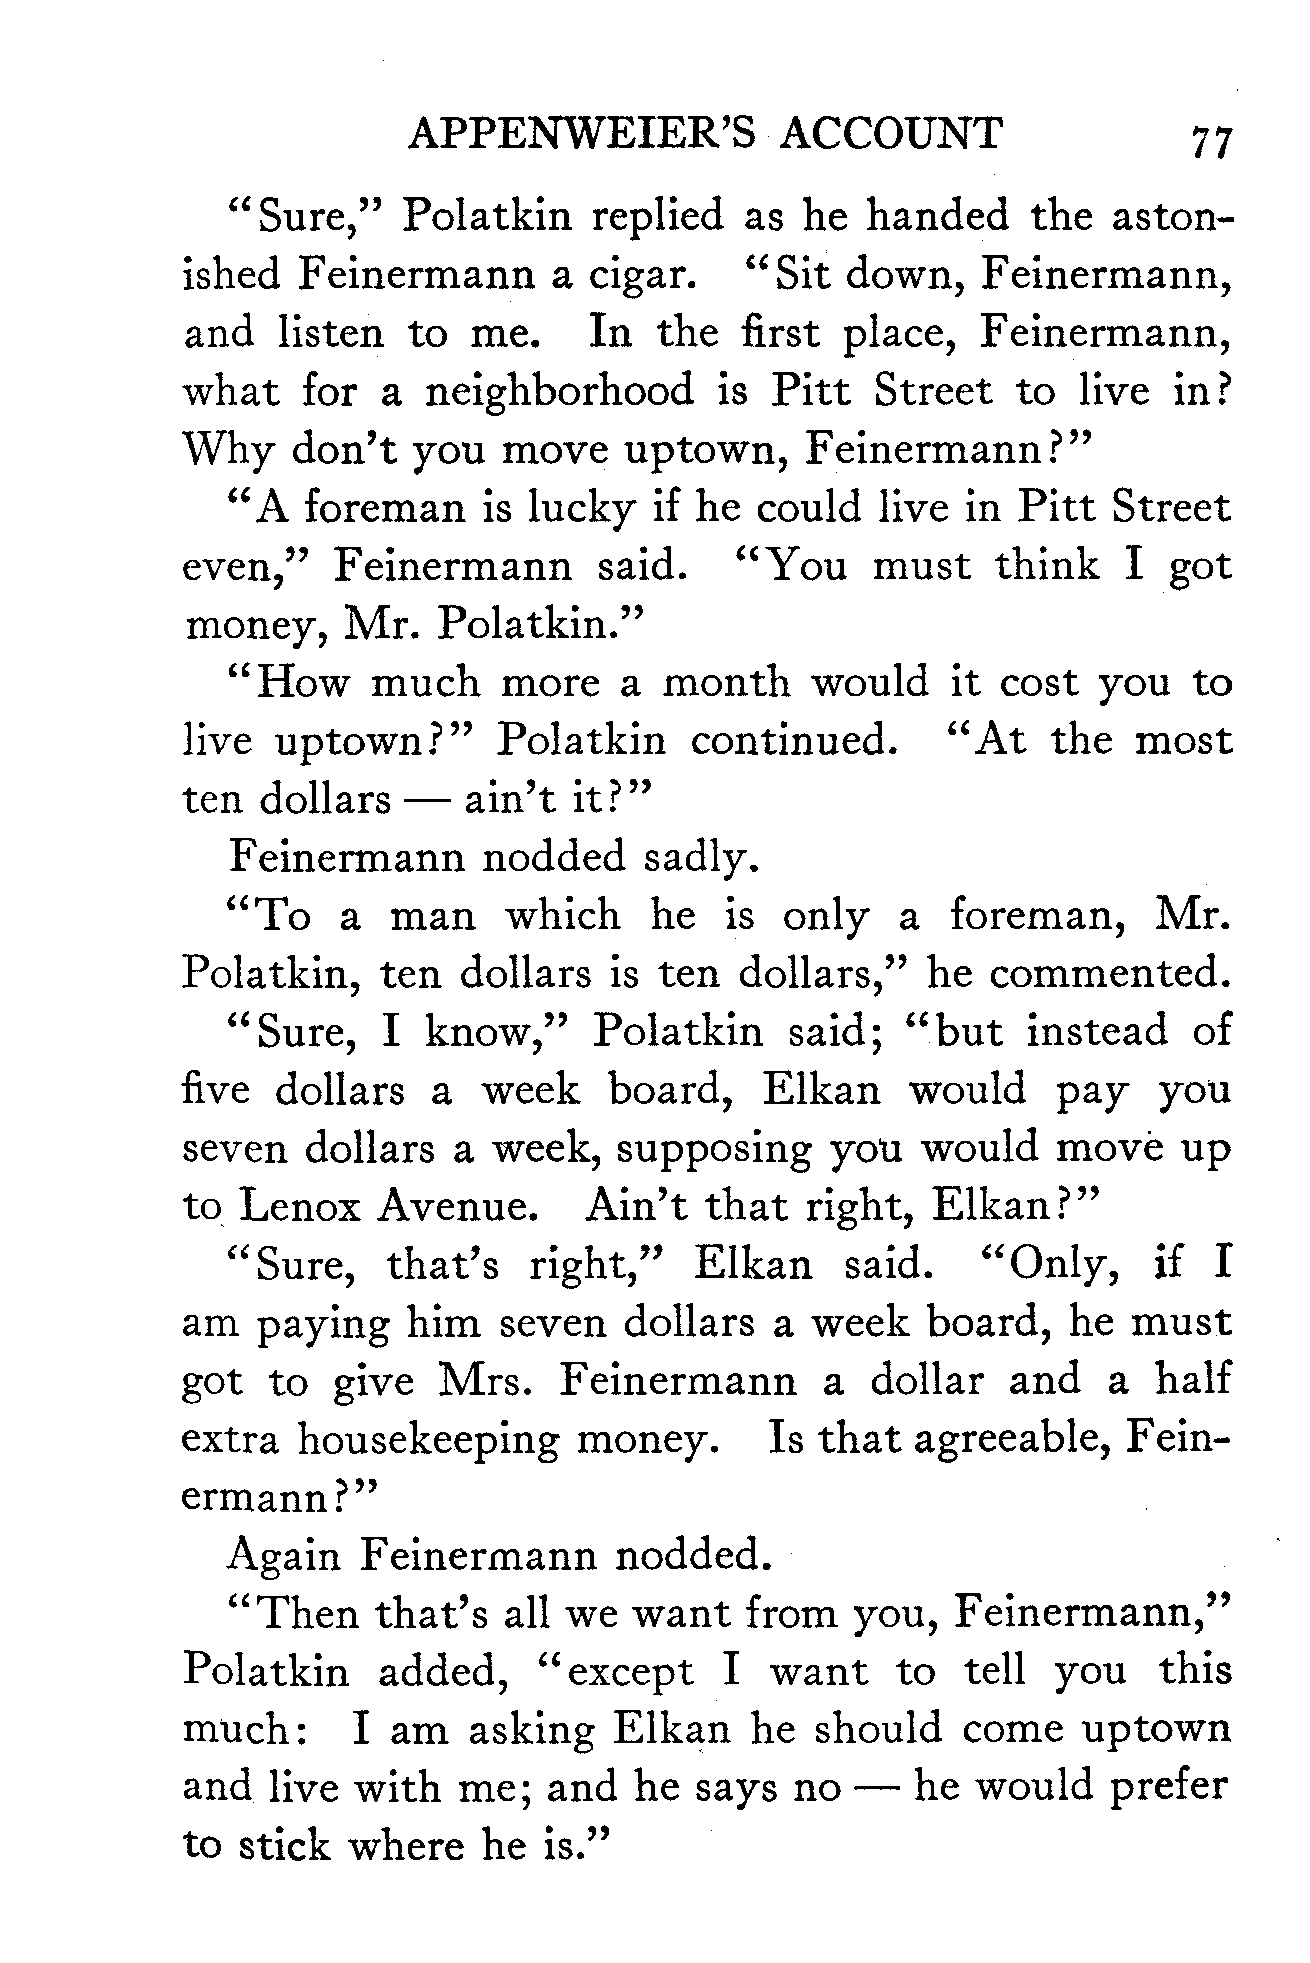 APPENWEIER'S ACCOUNT 77
“Sure,” Polatkin replied as he handed the aston-
ished Feinermann a cigar. “Sit down, Feinermann,
and listen to me. In the first place, Feinermann,
what for a neighborhood is Pitt Street to live in?
Why don't you move uptown, Feinermann?”
“A foreman is lucky if he could live in Pitt Street
even,” Feinermann said. “You must think I got
money, Mr. Polatkin.”
“How much more a month would it cost you to
live uptown?” Polatkin continued. “At the most
ten dollars — ain't it?”
Feinermann nodded sadly.
“To a man which he is only a foreman, Mr.
Polatkin, ten dollars is ten dollars,” he commented.
“Sure, I know,” Polatkin said; “but instead of
five dollars a week board, Elkan would pay you
seven dollars a week, supposing you would move up
to Lenox Avenue. Ain't that right, Elkan?”
“Sure, that's right,” Elkan said. “Only, if I
am paying him seven dollars a week board, he must
got to give Mrs. Feinermann a dollar and a half
extra housekeeping money. Is that agreeable, Fein-
ermann?”
Again Feinermann nodded.
“Then that's all we want from you, Feinermann,”
Polatkin added, “except I want to tell you this
much: I am asking Elkan he should come uptown
and live with me; and he says no — he would prefer
to stick where he is.”